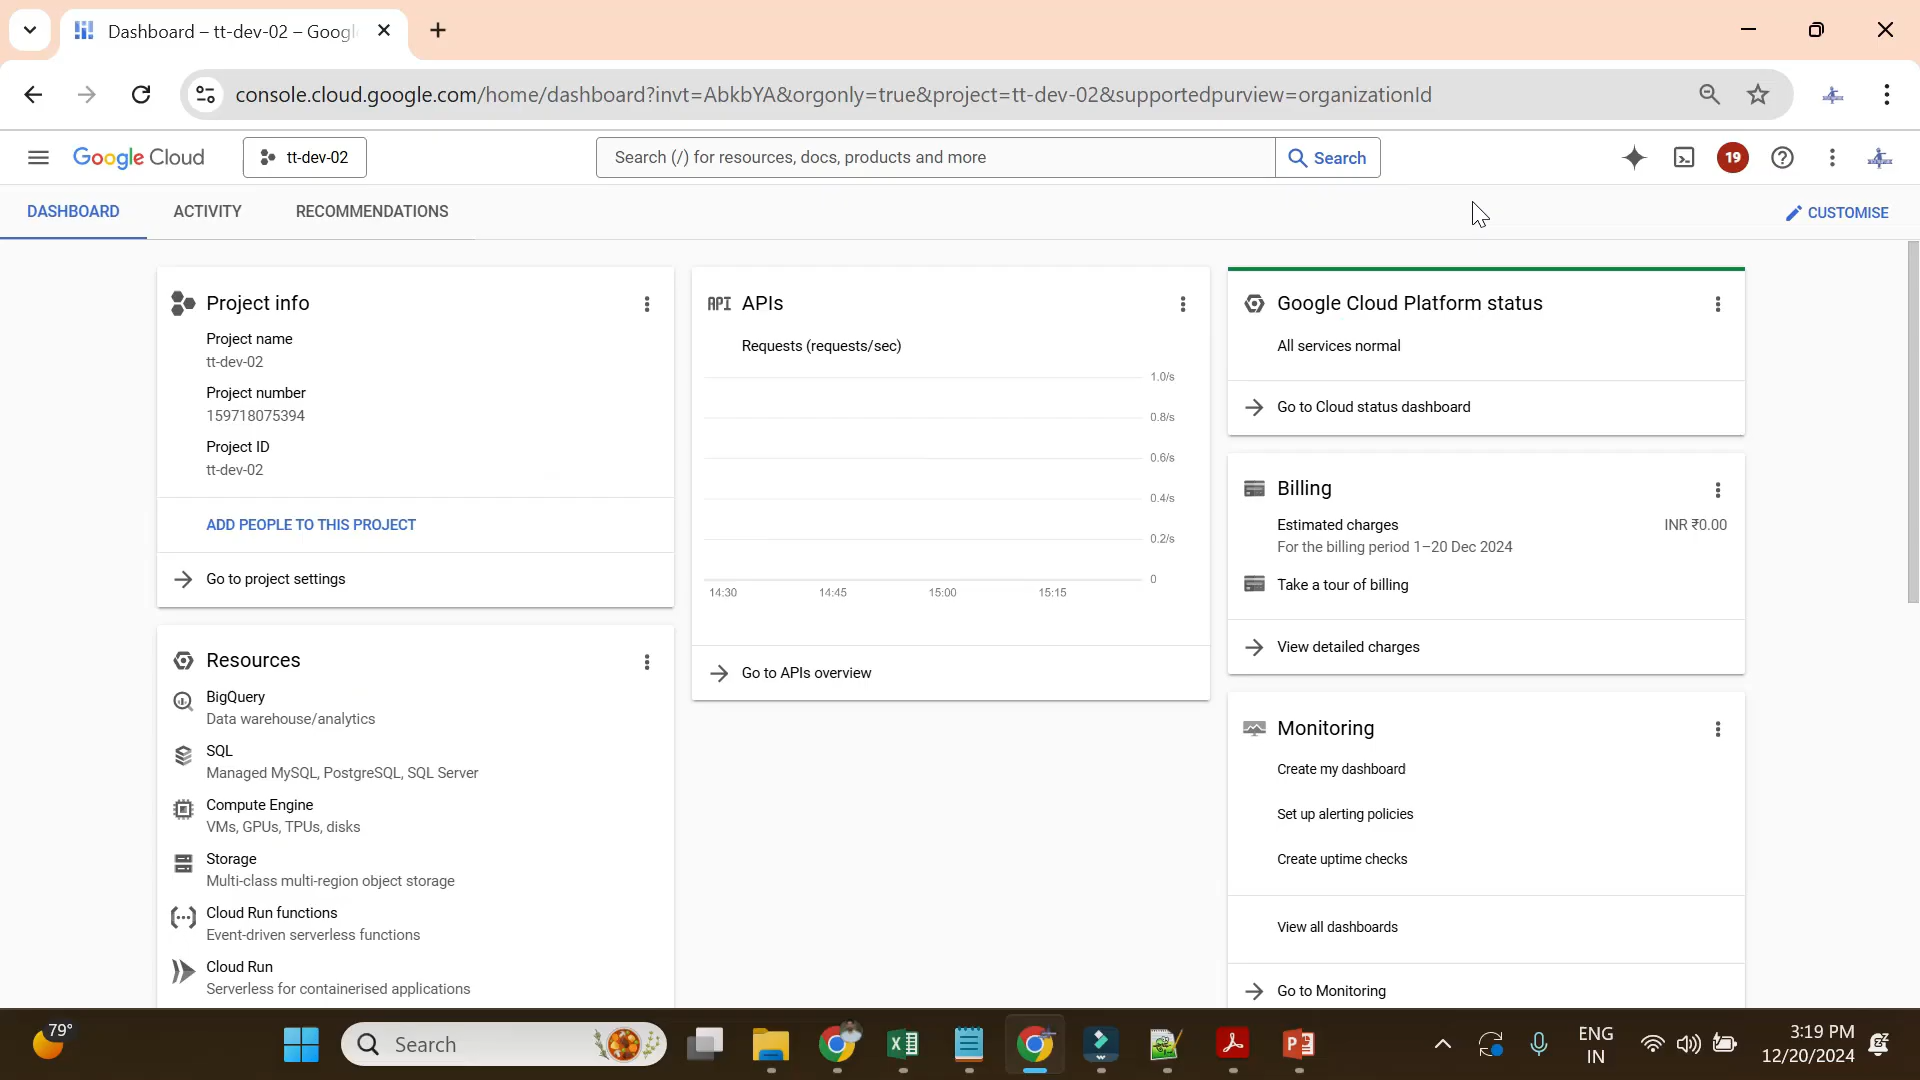 Dashboard – tt-dev-02 – Googl
console.cloud.google.com/home/dashboard?invt=AbkbYA&orgonly=true&project=tt-dev-02&supportedpurview=organizationId
Google Cloud
tt-dev-02
Search (/) for resources, docs, products and more
Search
19
DASHBOARD
ACTIVITY
RECOMMENDATIONS
CUSTOMISE
Project info
Project name
tt-dev-02
Project number
159718075394
Project ID
tt-dev-02
ADD PEOPLE TO THIS PROJECT
Go to project settings
Resources
BigQuery
Data warehouse/analytics
SQL
Managed MySQL, PostgreSQL, SQL Server
Compute Engine
VMs, GPUs, TPUs, disks
Storage
Multi-class multi-region object storage
Cloud Run functions
Event-driven serverless functions
Cloud Run
Serverless for containerised applications
API APIs
Requests (requests/sec)
1.0/s
0.8/s
0.6/s
0.4/s
0.2/s
0
14:30 14:45 15:00 15:15
Go to APIs overview
Google Cloud Platform status
All services normal
Go to Cloud status dashboard
Billing
Estimated charges INR ₹0.00
For the billing period 1–20 Dec 2024
Take a tour of billing
View detailed charges
Monitoring
Create my dashboard
Set up alerting policies
Create uptime checks
View all dashboards
Go to Monitoring
79°
Search
ENG
IN
3:19 PM
12/20/2024